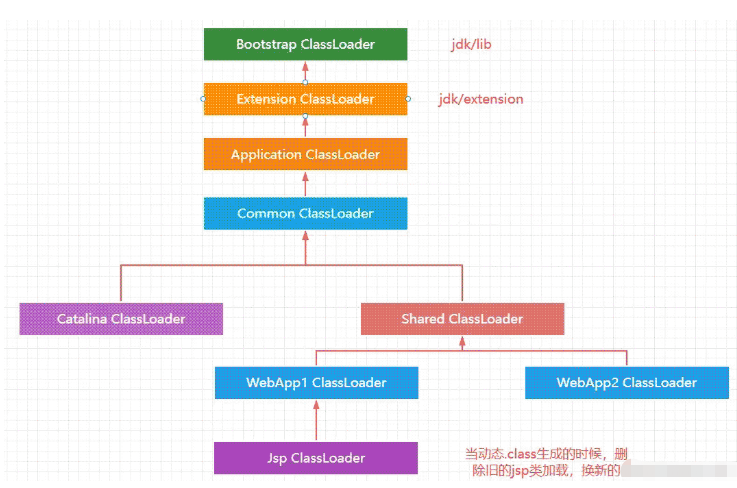 Bootstrap ClassLoader
jdk/lib
Extension ClassLoader
jdk/extension
Application ClassLoader
Common ClassLoader
Catalina ClassLoader
Shared ClassLoader
WebApp1 ClassLoader
WebApp2 ClassLoader
Jsp ClassLoader
当动态.class生成的时候，删
除旧的jsp类加载，换新的